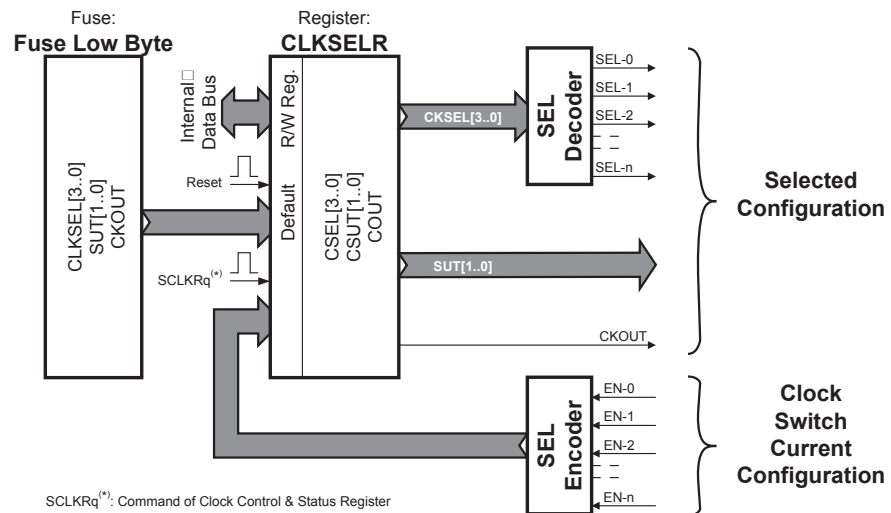 Fuse:
Fuse Low Byte
Register:
CLKSELR
CLKSEL[3..0]
SUT[1..0]
CKOUT
Internal□
Data Bus
R/W Reg.
Reset
Default
SCLKRq(*)
CSEL[3..0]
CSUT[1..0]
COUT
CKSEL[3..0]
SUT[1..0]
CKOUT
SEL
Decoder
SEL-0
SEL-1
SEL-2
SEL-n
Selected
Configuration
SEL
Encoder
EN-0
EN-1
EN-2
EN-n
Clock
Switch
Current
Configuration
SCLKRq(*): Command of Clock Control & Status Register